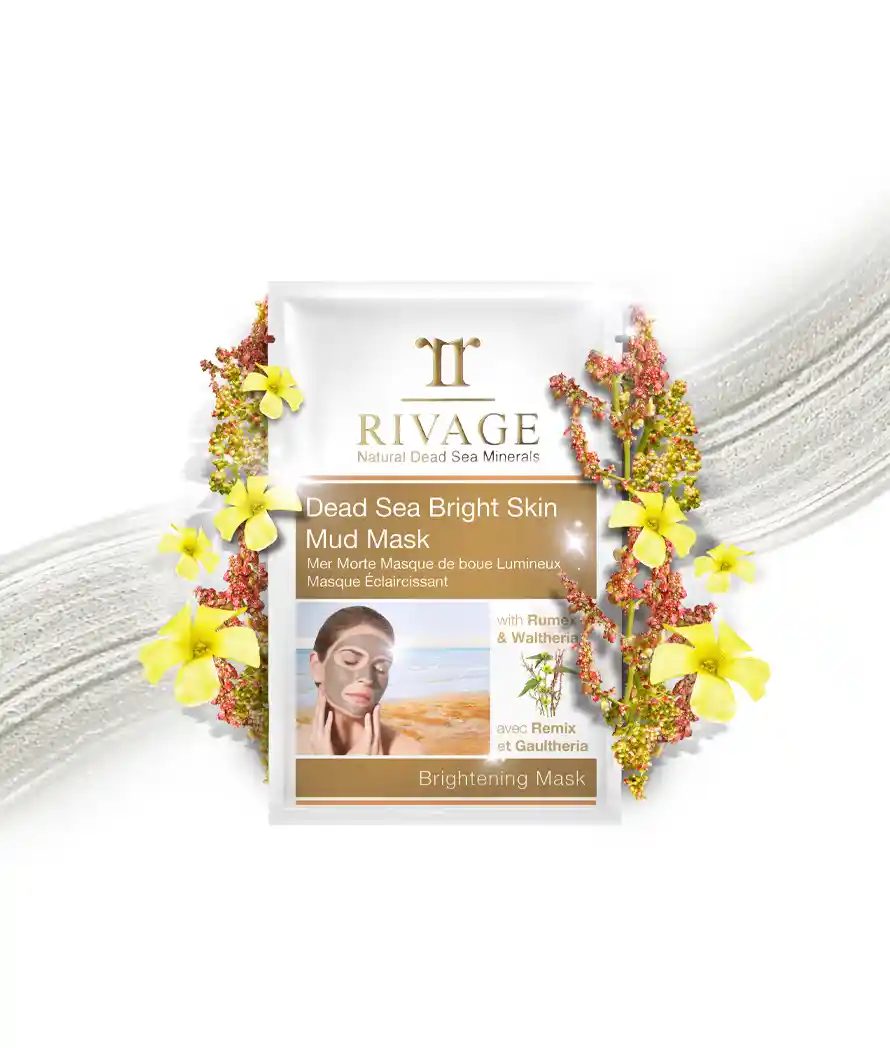 RIVAGE
Natural Dead Sea Minerals
Dead Sea Bright Skin
Mud Mask
Mer Morte Masque de boue Lumineux
Masque Éclaircissant
with Rumex
& Waltheria
avec Remix
et Gaultheria
Brightening Mask